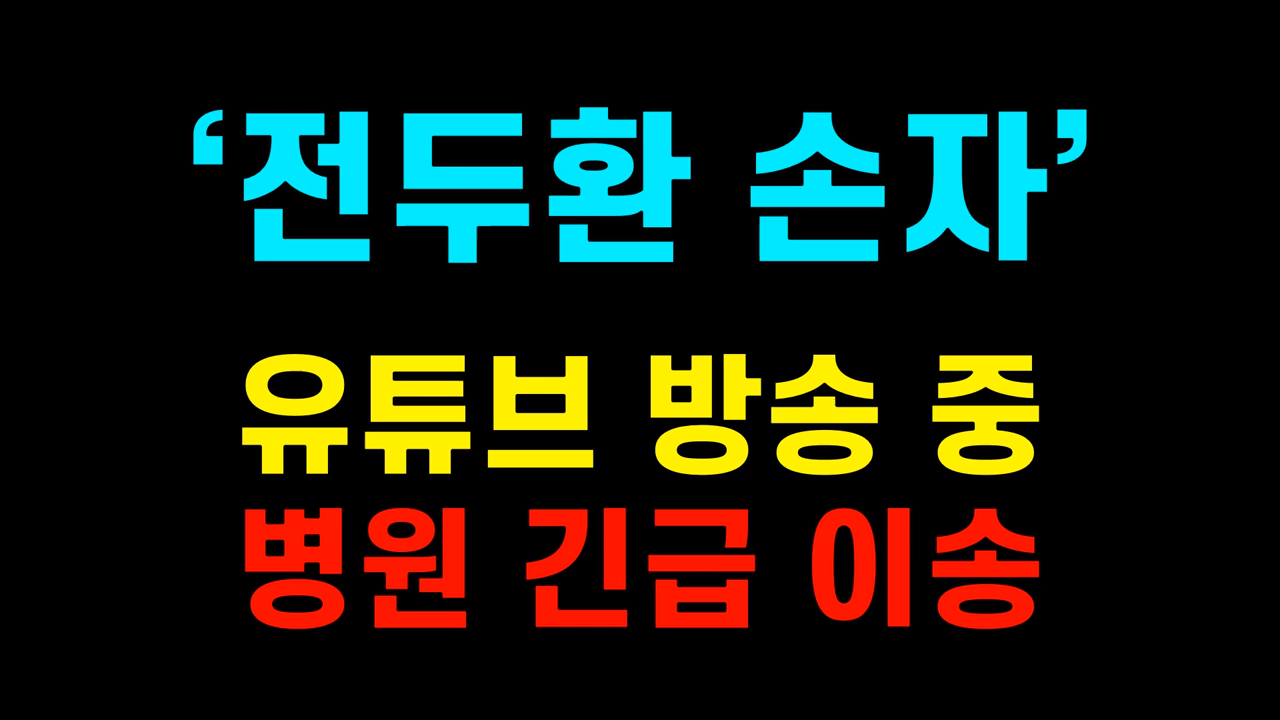 ‘전두환 손자’
유튜브 방송 중
병원 긴급 이송